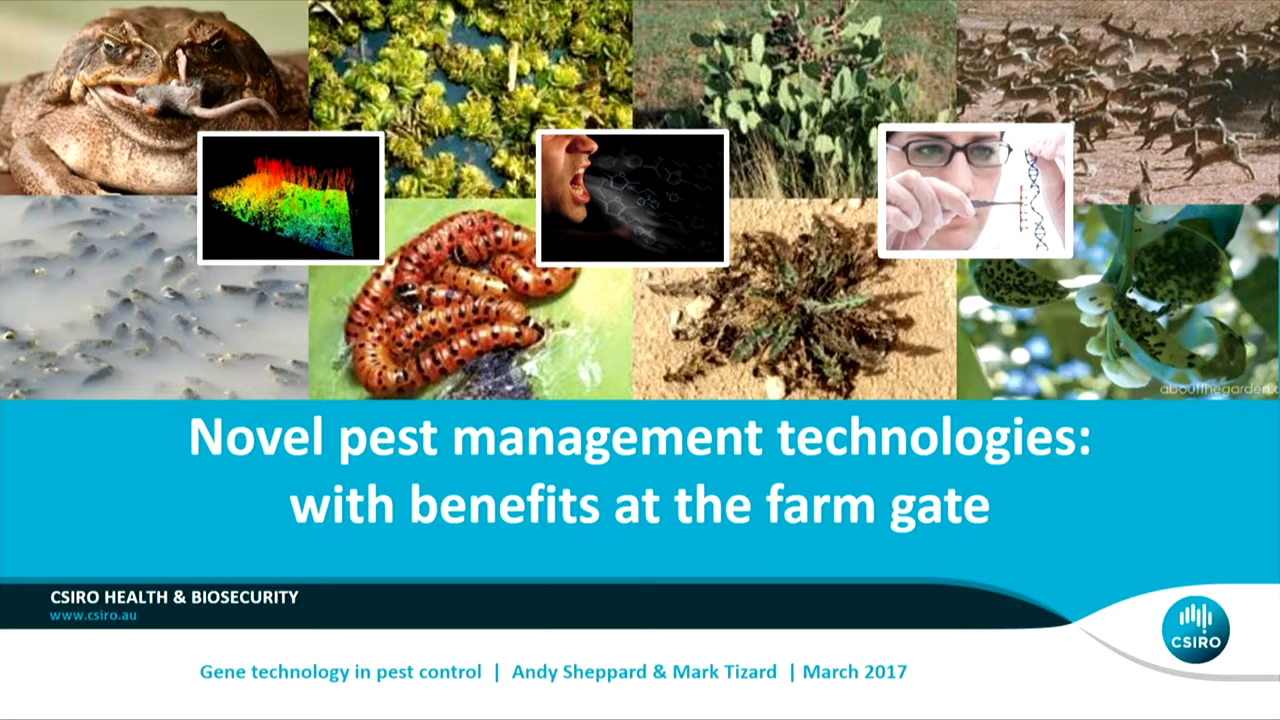 aboutthegarden.c
Novel pest management technologies:
with benefits at the farm gate
CSIRO HEALTH & BIOSECURITY
www.csiro.au
CSIRO
Gene technology in pest control | Andy Sheppard & Mark Tizard | March 2017